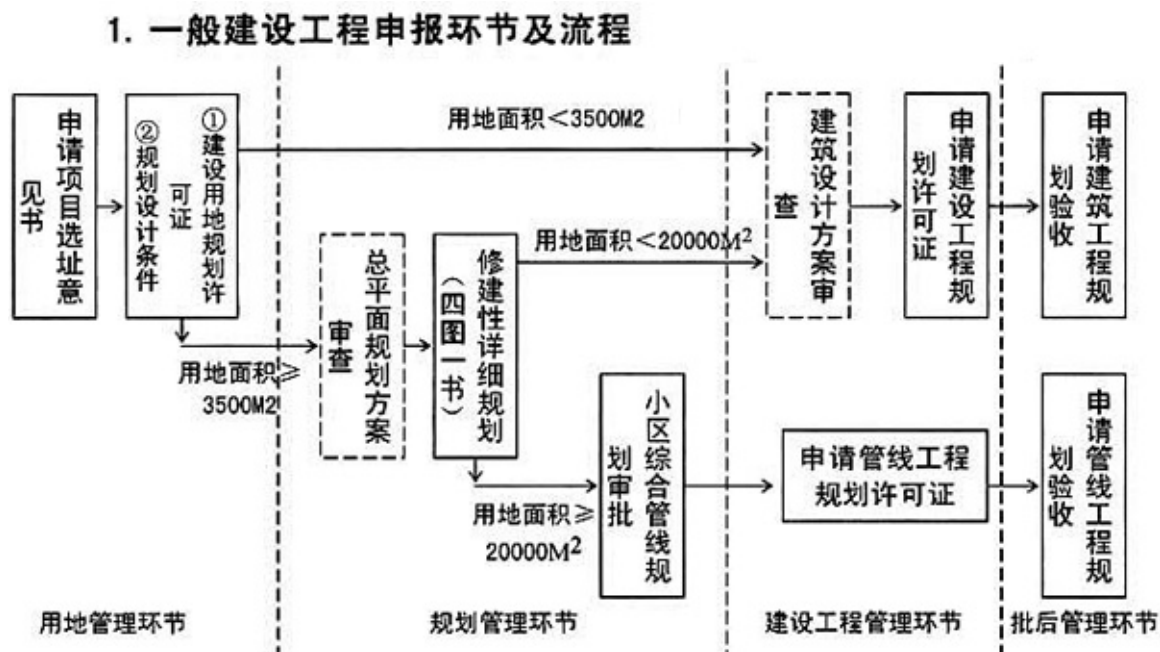 1. 一般建设工程申报环节及流程
申请项目选址意
见书
①建设用地规划许
可证
②规划设计条件
用地面积<3500M2
用地面积≥
3500M2
总平面规划方案
审查
修建性详细规划
(四图一书)
用地面积<20000M²
用地面积≥
20000M²
小区综合管线规
划审批
建筑设计方案审
查
申请建设工程规
划许可证
申请建筑工程规
划验收
申请管线工程
规划许可证
申请管线工程规
划验收
用地管理环节
规划管理环节
建设工程管理环节
批后管理环节